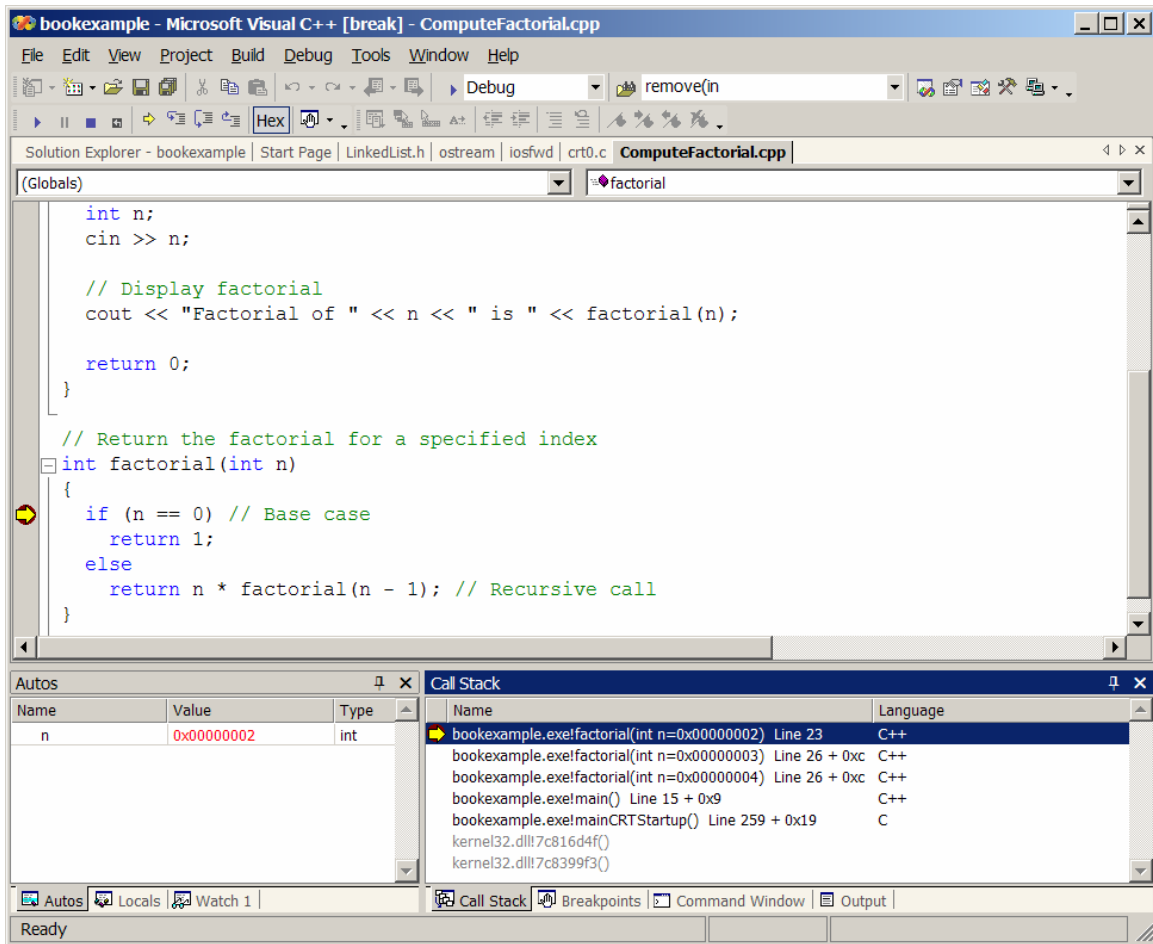 bookexample - Microsoft Visual C++ [break] - ComputeFactorial.cpp
File Edit View Project Build Debug Tools Window Help
Debug remove(in
Hex
Solution Explorer - bookexample | Start Page | LinkedList.h | ostream | iosfwd | crt0.c ComputeFactorial.cpp
(Globals) factorial
int n;
cin >> n;
// Display factorial
cout << "Factorial of " << n << " is " << factorial(n);
return 0;
}
// Return the factorial for a specified index
int factorial(int n)
{
if (n == 0) // Base case
return 1;
else
return n * factorial(n - 1); // Recursive call
}
Autos
Name Value Type
n 0x00000002 int
Call Stack
Name Language
bookexample.exe!factorial(int n=0x00000002) Line 23 C++
bookexample.exe!factorial(int n=0x00000003) Line 26 + 0xc C++
bookexample.exe!factorial(int n=0x00000004) Line 26 + 0xc C++
bookexample.exe!main() Line 15 + 0x9 C++
bookexample.exe!mainCRTStartup() Line 259 + 0x19 C
kernel32.dll!7c816d4f()
kernel32.dll!7c8399f3()
Autos Locals Watch 1
Call Stack Breakpoints Command Window Output
Ready